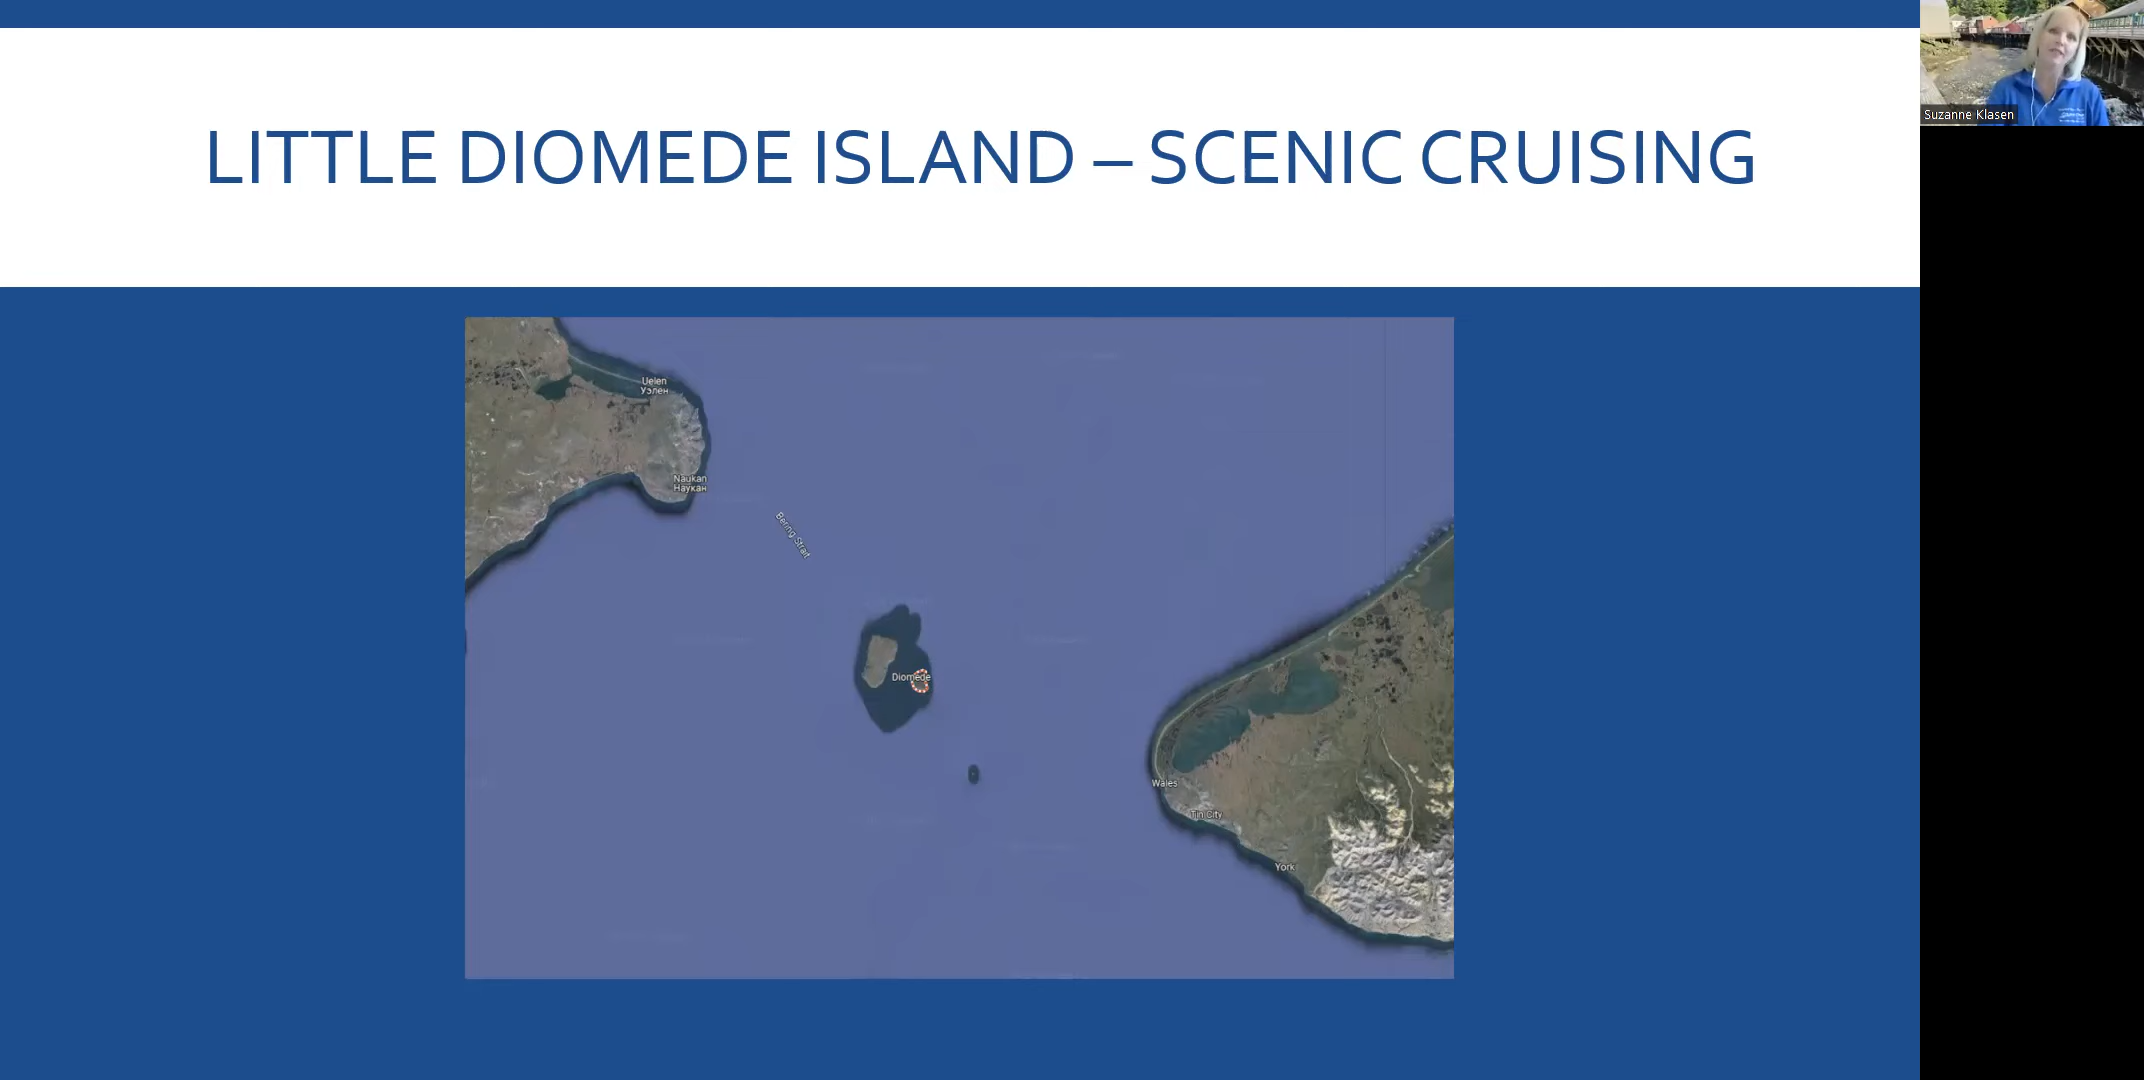 LITTLE DIOMEDE ISLAND – SCENIC CRUISING
Suzanne Klasen
Uelen
Уэлен
Naukan
Наукан
Bering Strait
Diomede
Wales
Tin City
York